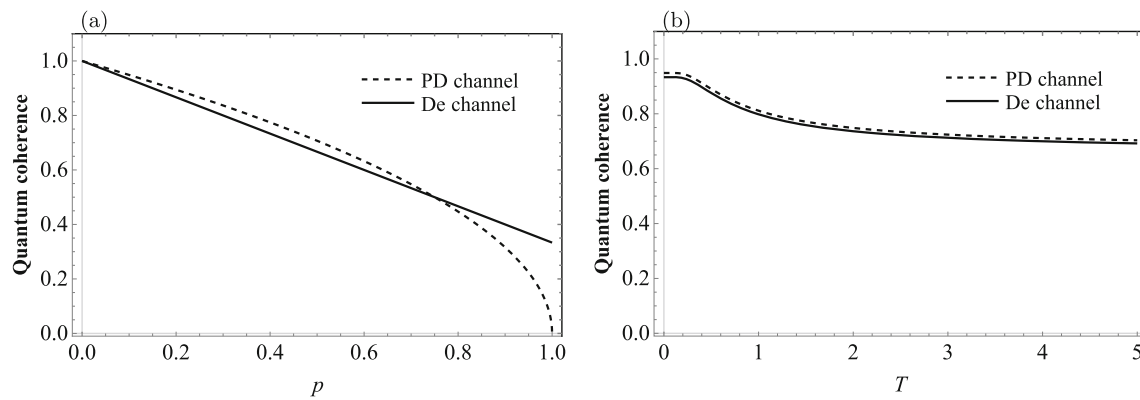 (a)
Quantum coherence
1.0
0.8
0.6
0.4
0.2
0.0
PD channel
De channel
0.0 0.2 0.4 0.6 0.8 1.0
p
(b)
Quantum coherence
1.0
0.8
0.6
0.4
0.2
0.0
PD channel
De channel
0 1 2 3 4 5
T